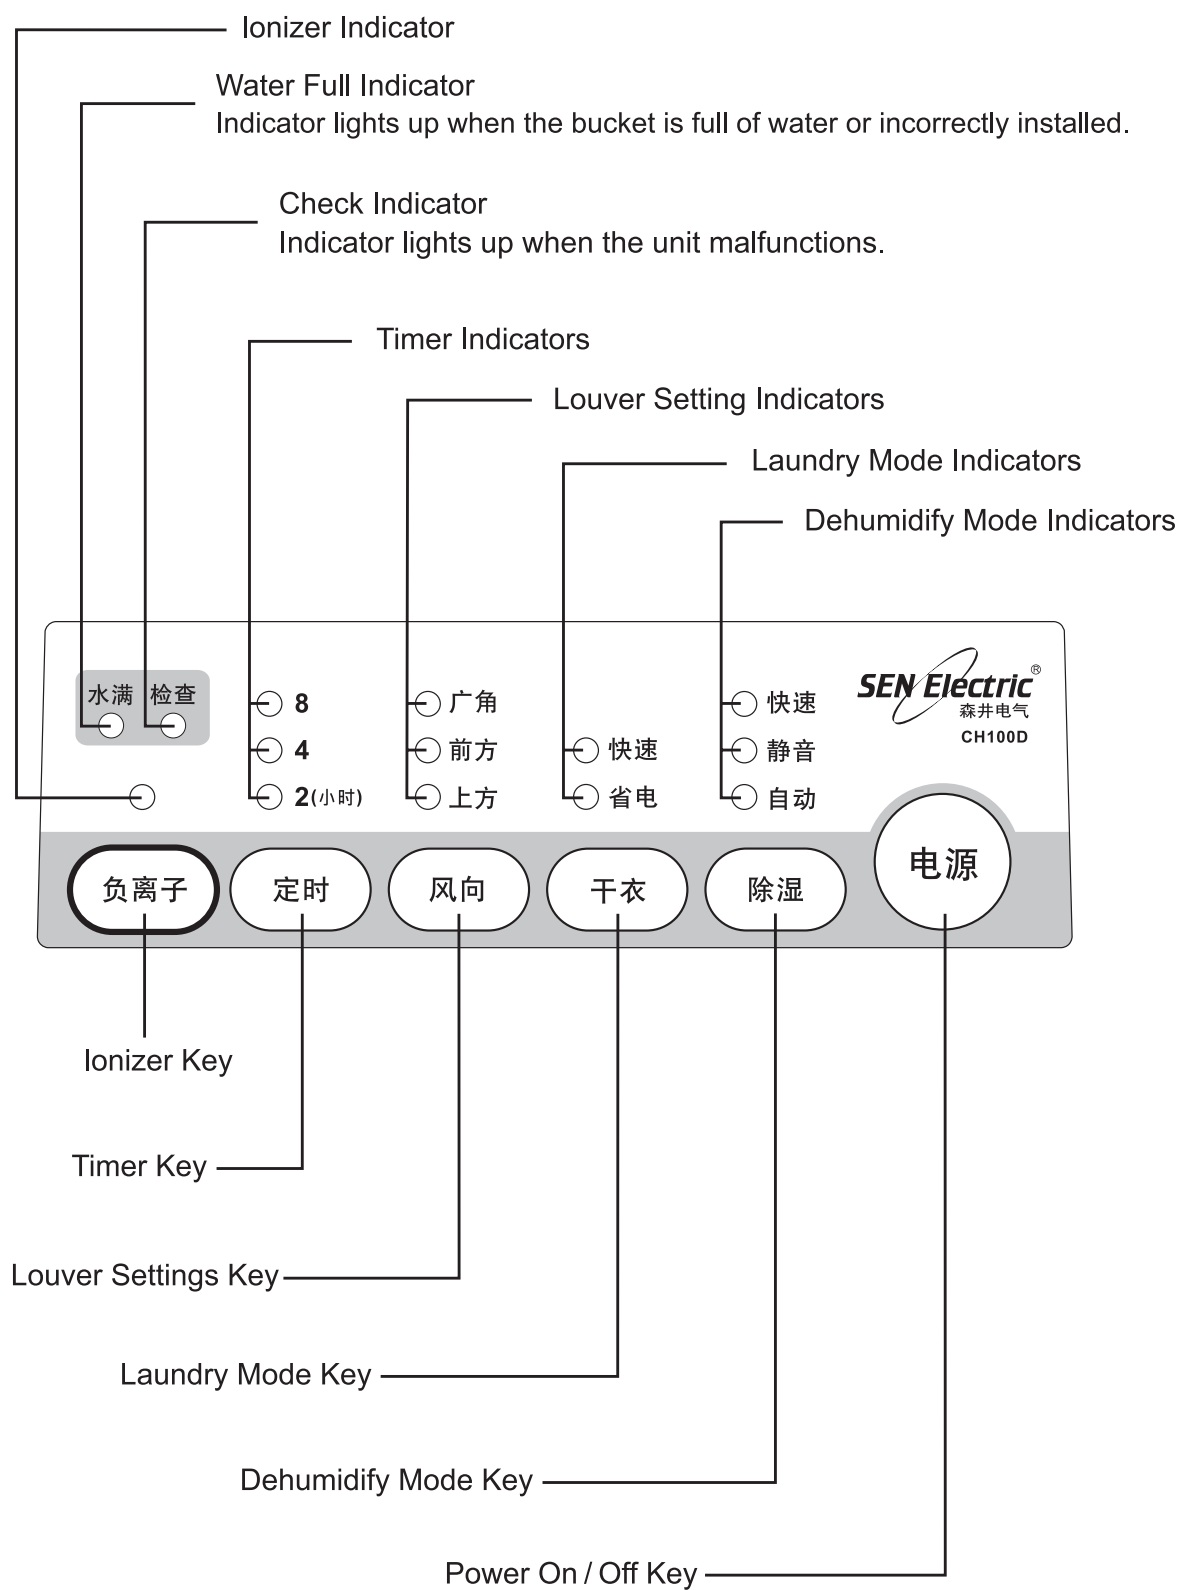 Ionizer Indicator
Water Full Indicator
Indicator lights up when the bucket is full of water or incorrectly installed.
Check Indicator
Indicator lights up when the unit malfunctions.
Timer Indicators
Louver Setting Indicators
Laundry Mode Indicators
Dehumidify Mode Indicators
水满 检查
8
4
2(小时)
广角
前方
上方
快速
省电
快速
静音
自动
SEN Electric®
森井电气
CH100D
负离子
定时
风向
干衣
除湿
电源
Ionizer Key
Timer Key
Louver Settings Key
Laundry Mode Key
Dehumidify Mode Key
Power On / Off Key